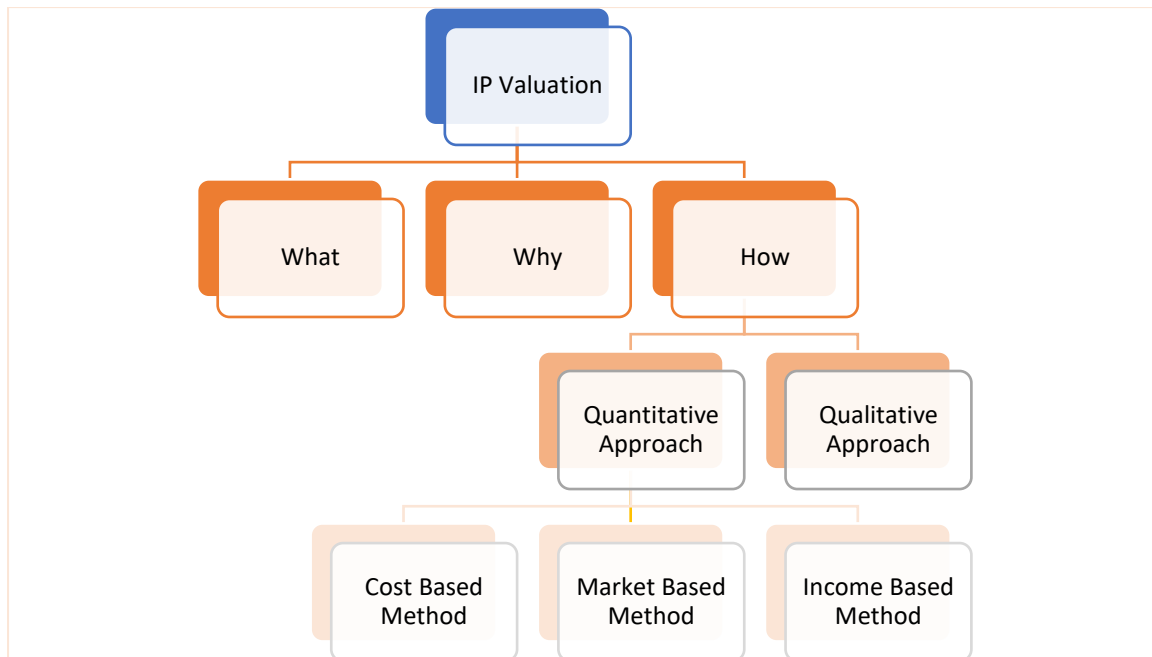 IP Valuation
What
Why
How
Quantitative
Approach
Qualitative
Approach
Cost Based
Method
Market Based
Method
Income Based
Method